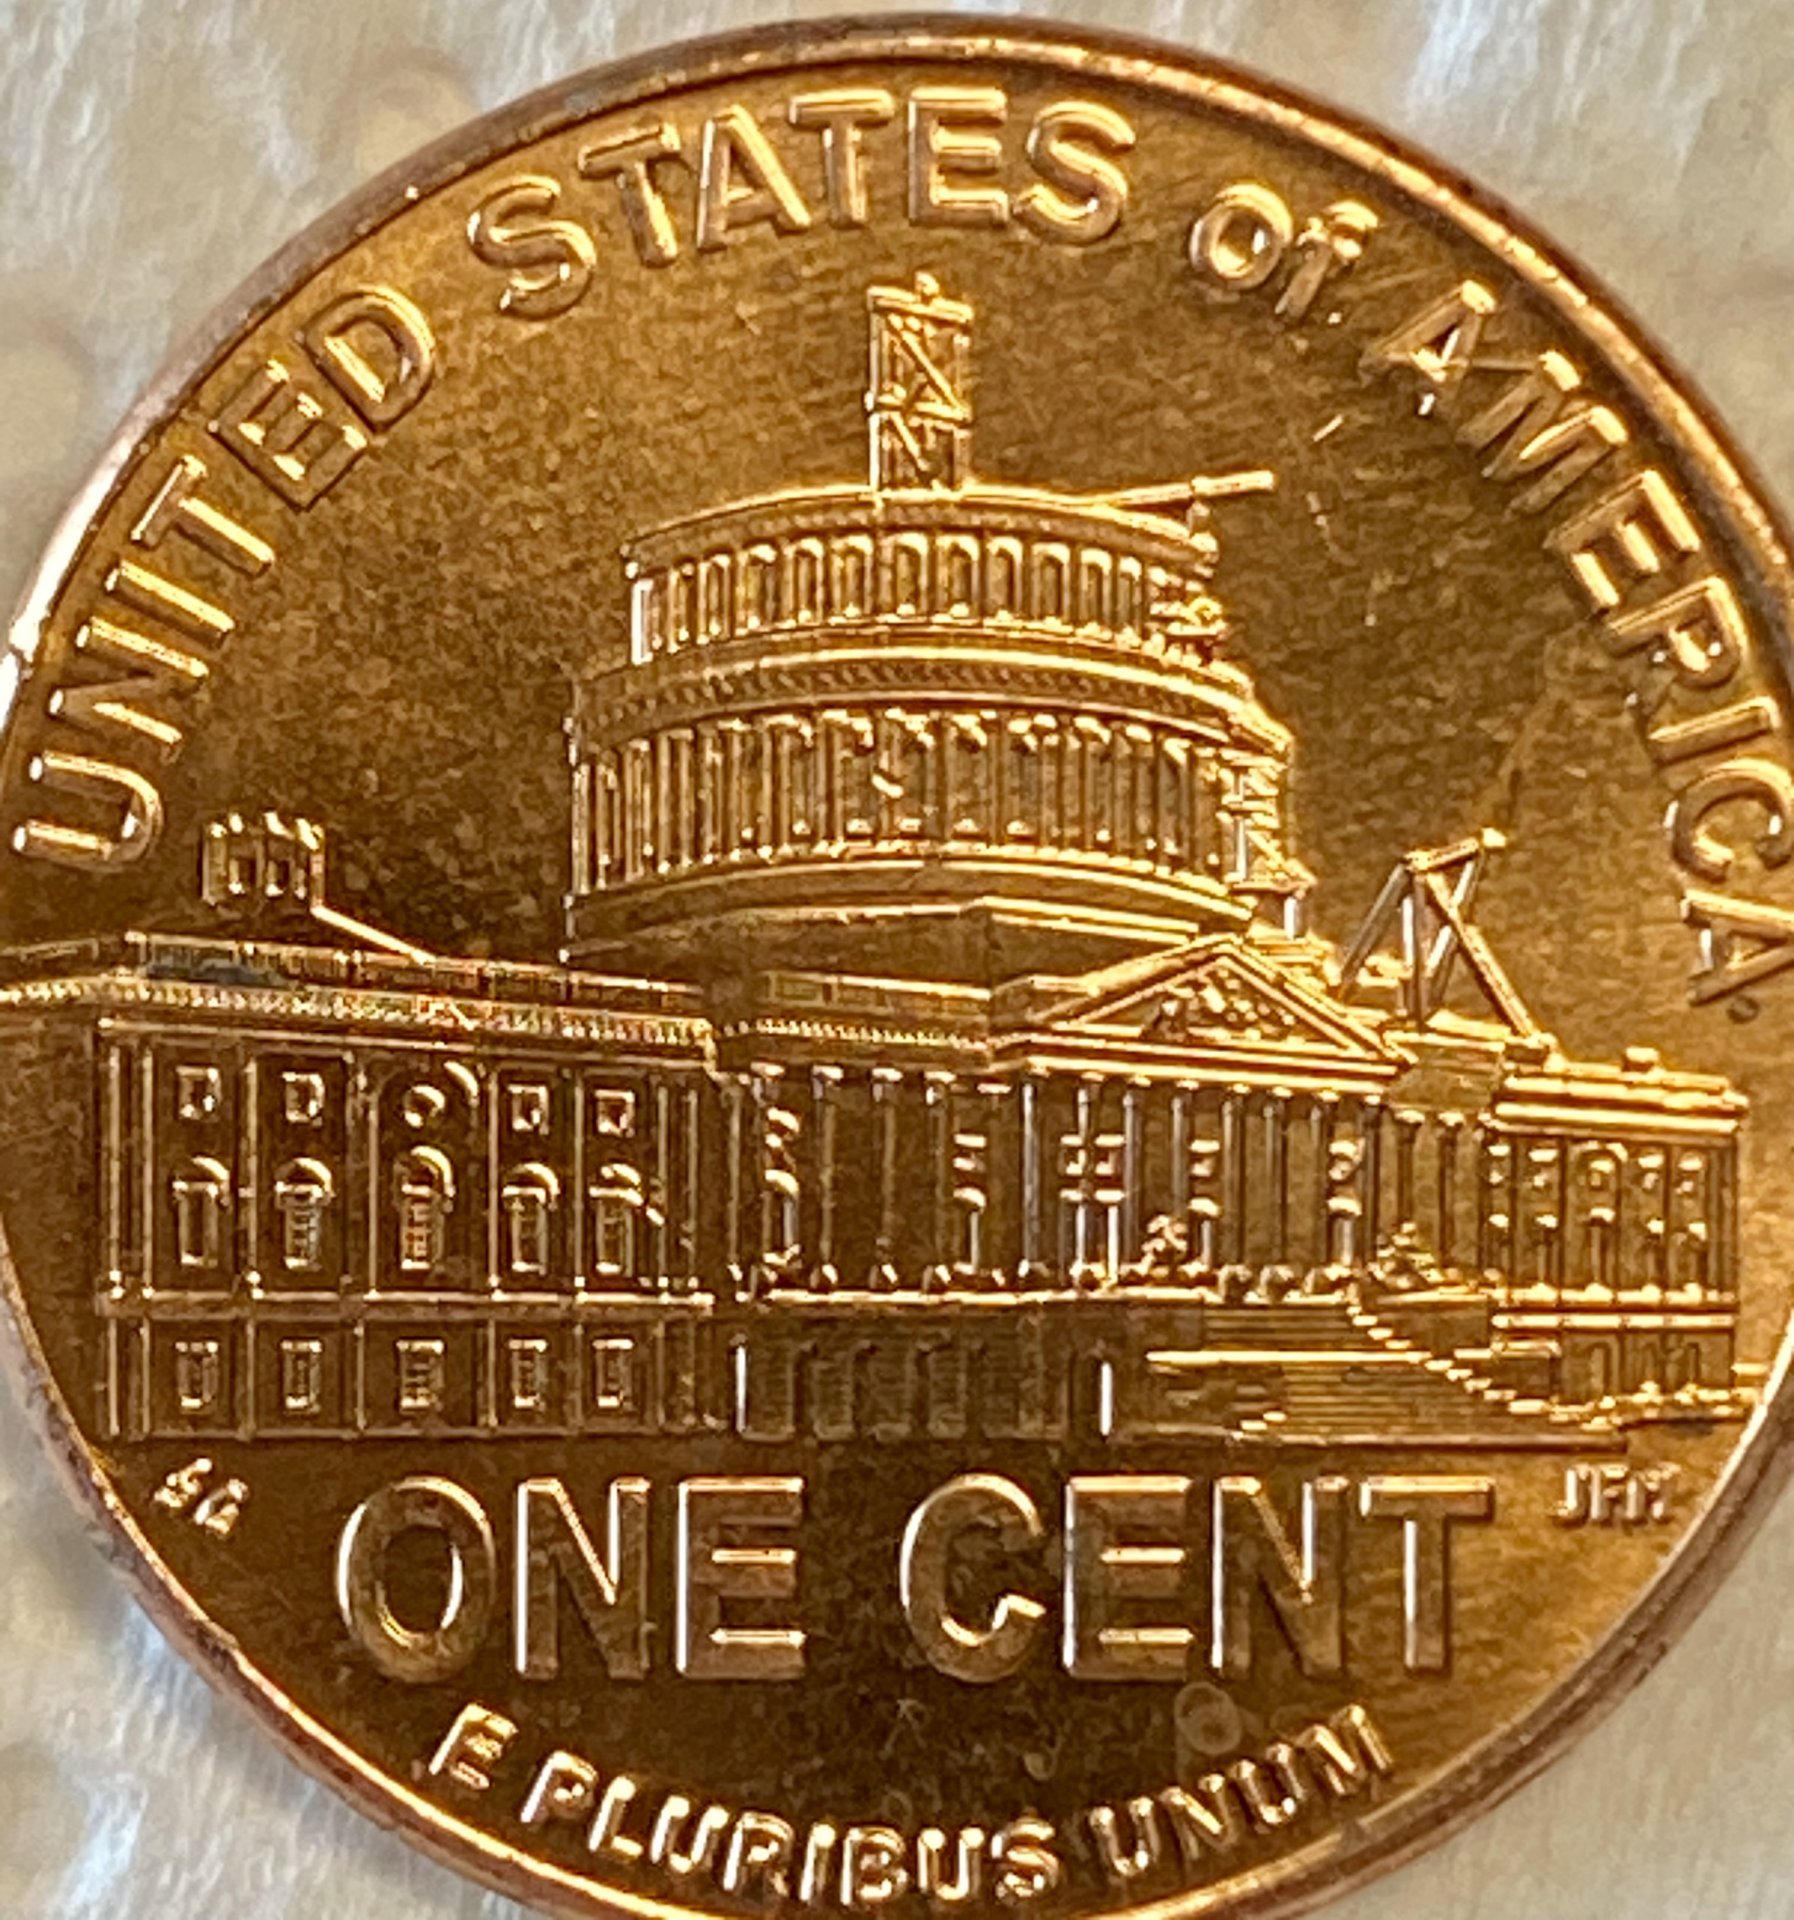 UNITED STATES of AMERICA
ONE CENT
E PLURIBUS UNUM